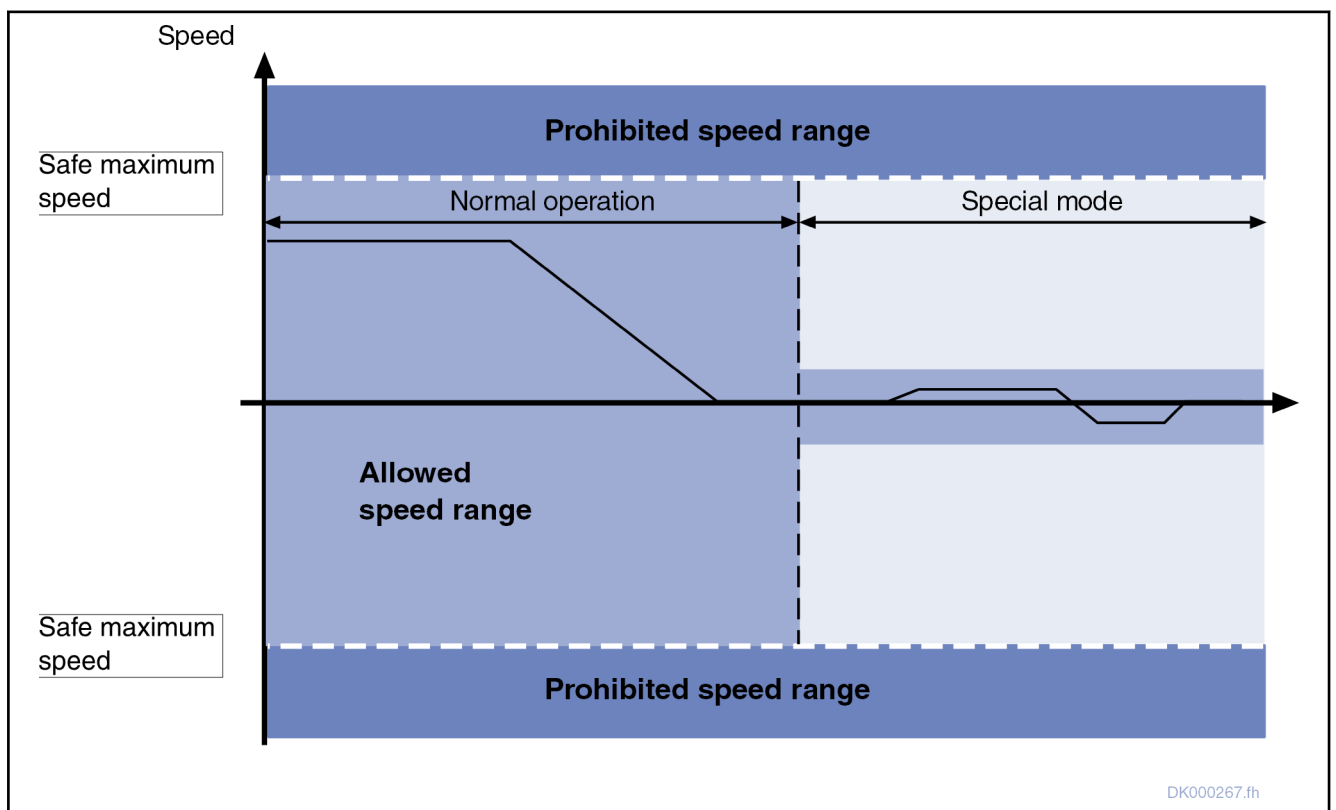 Speed
Prohibited speed range
Safe maximum
speed
Normal operation
Special mode
Allowed
speed range
Safe maximum
speed
Prohibited speed range
DK000267.fh